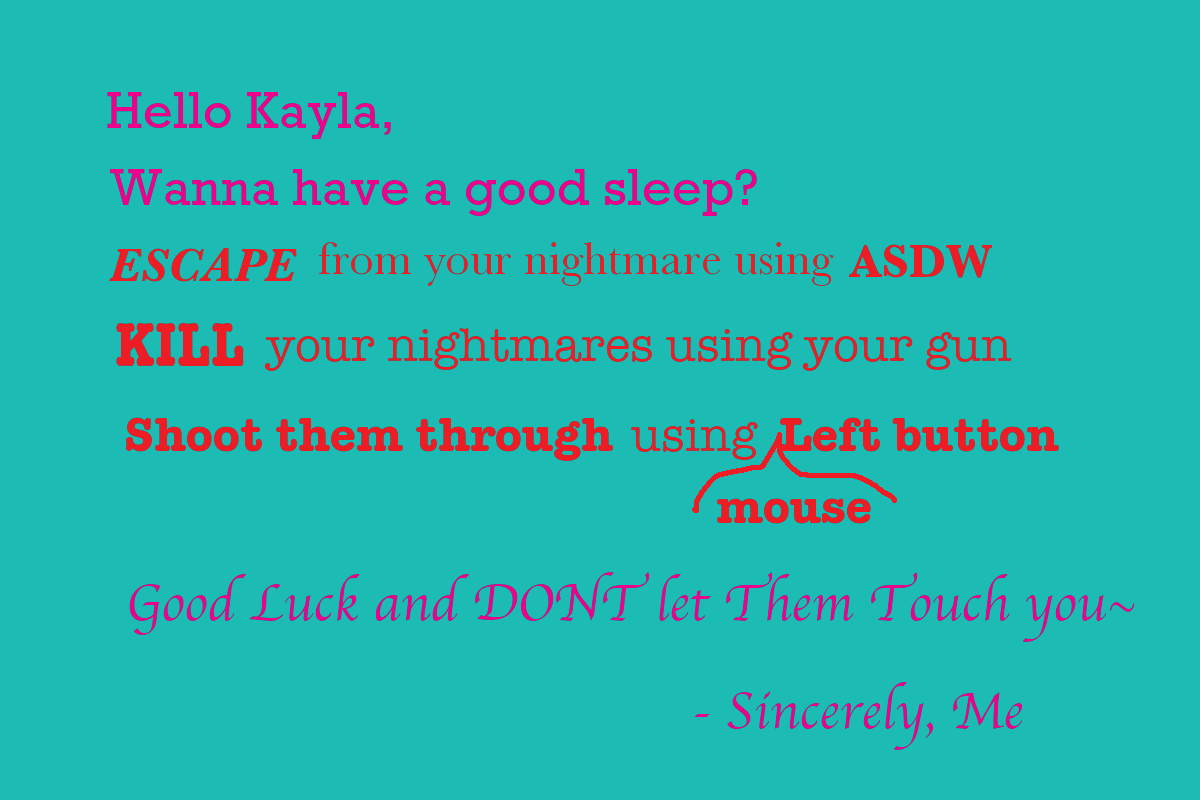 Hello Kayla,
Wanna have a good sleep?
ESCAPE from your nightmare using ASDW
KILL your nightmares using your gun
Shoot them through using Left button
mouse
Good Luck and DONT let Them Touch you~
- Sincerely, Me